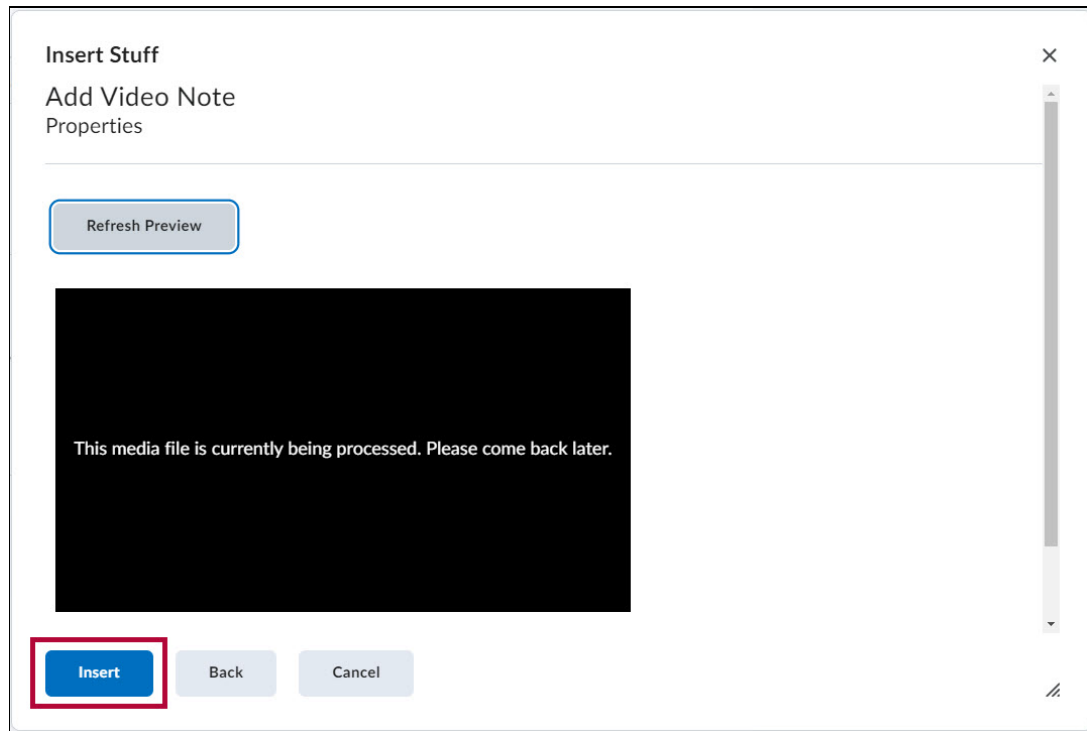 Insert Stuff
Add Video Note
Properties
Refresh Preview
This media file is currently being processed. Please come back later.
Insert Back Cancel